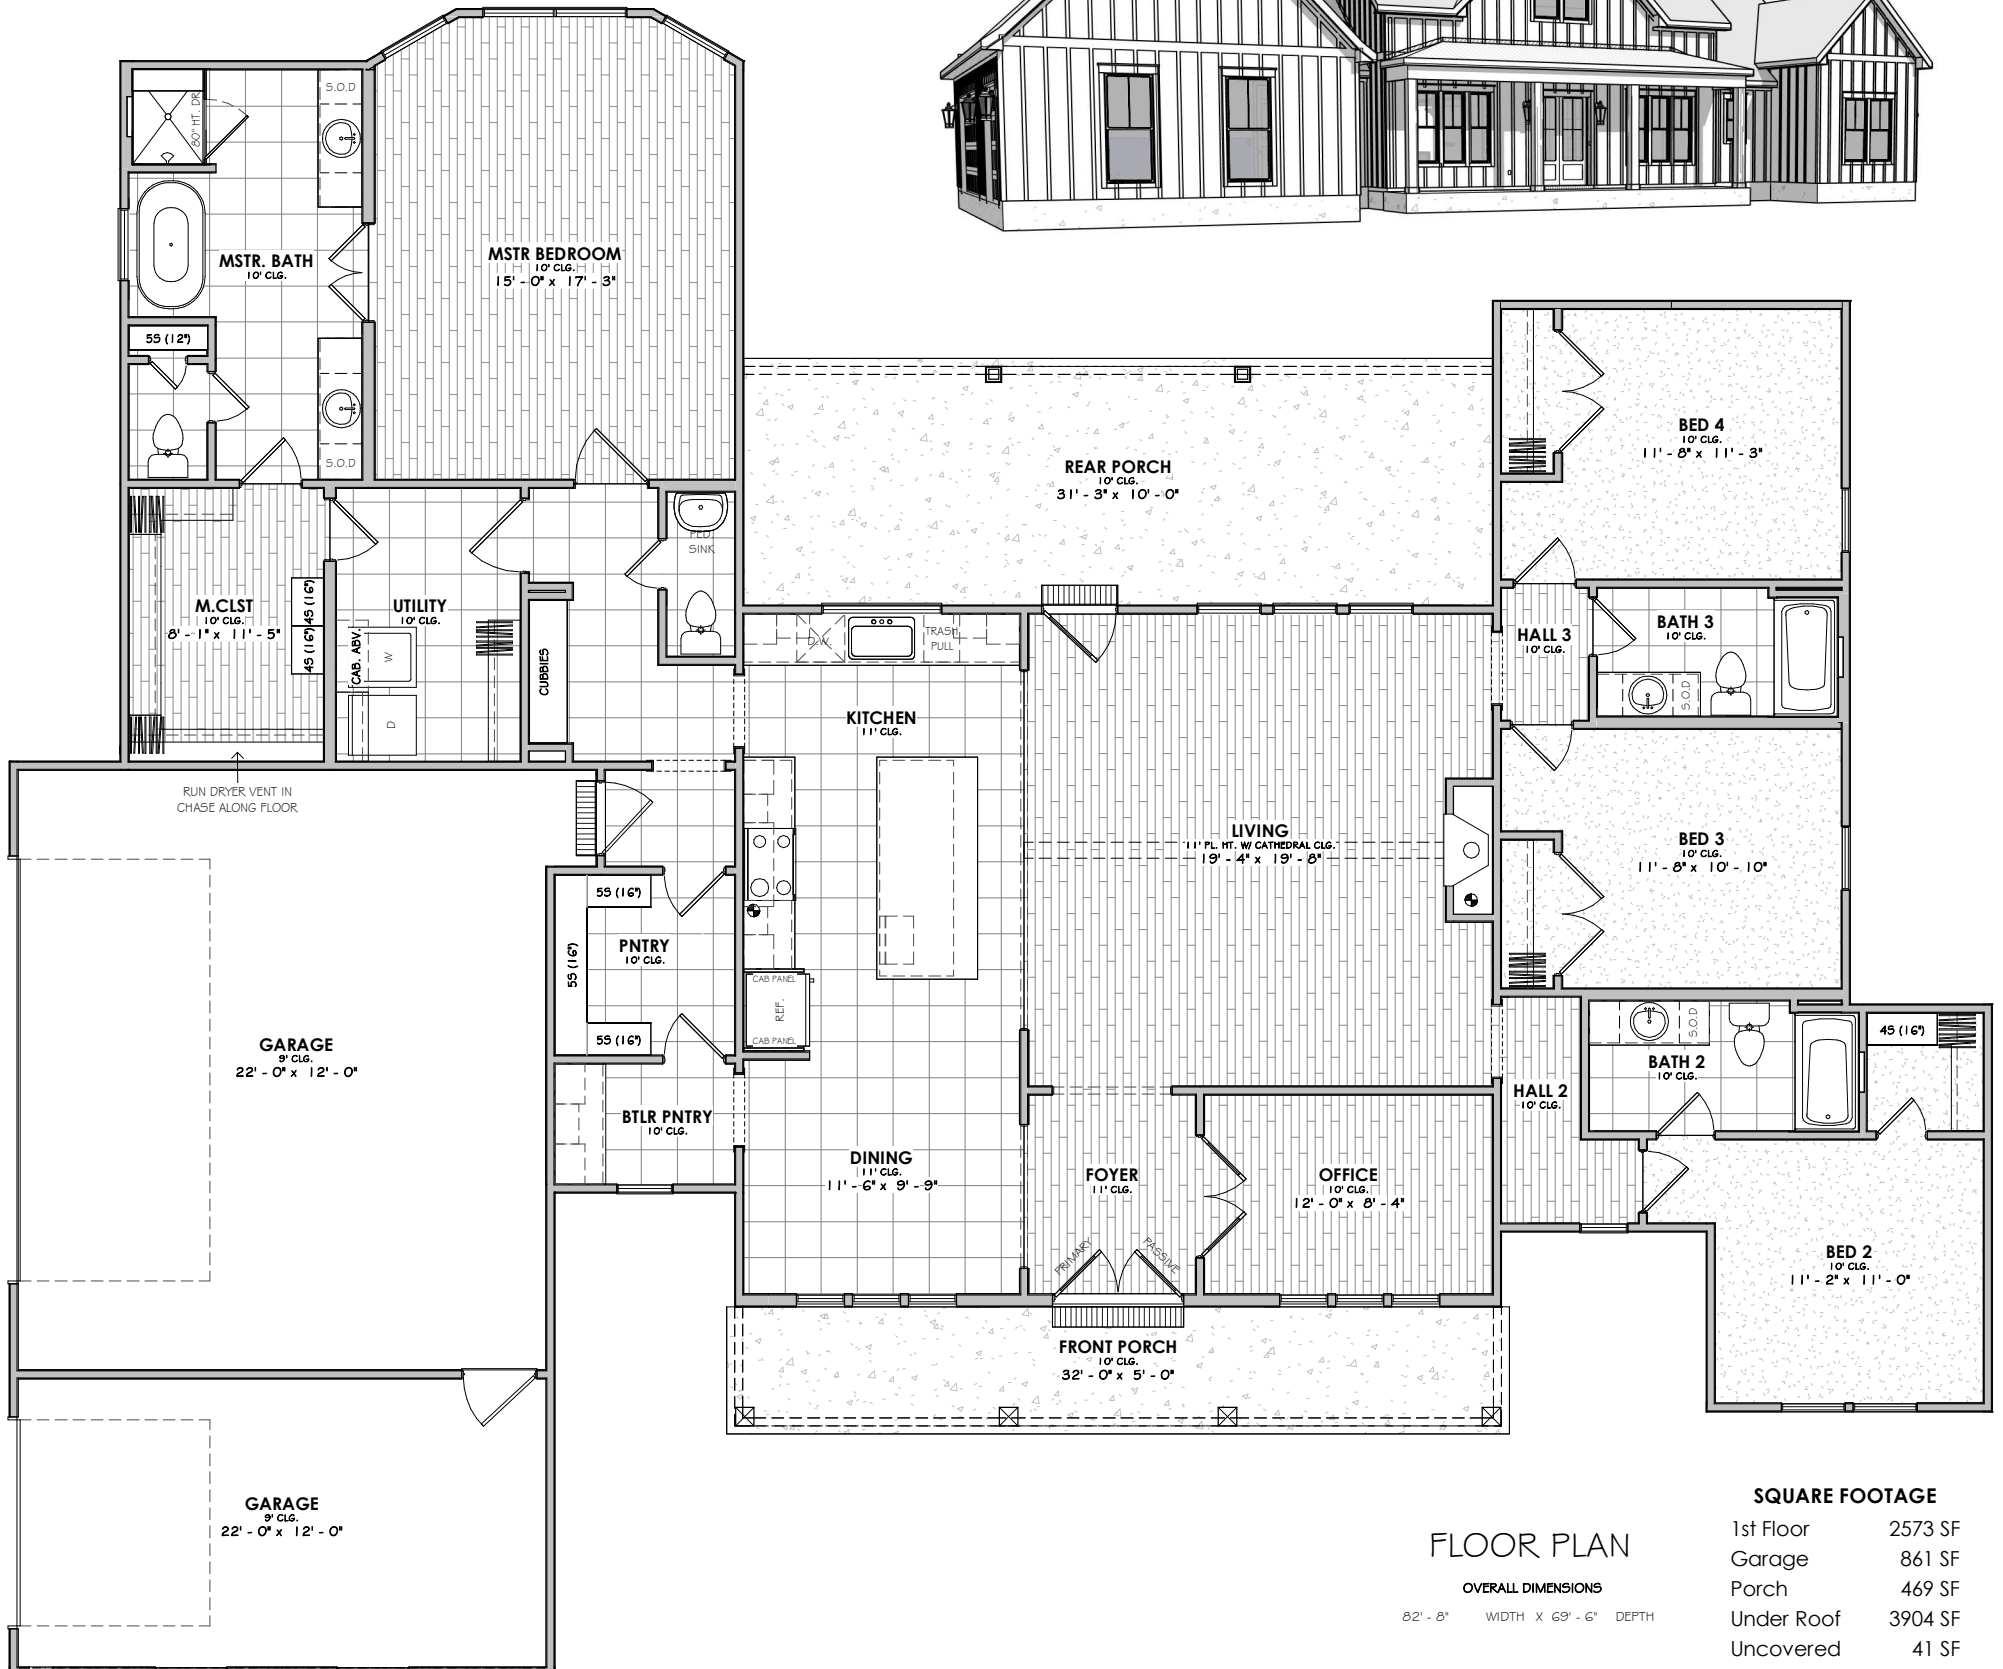 S.O.D
80" HT. DR.
MSTR. BATH
10' CLG.
MSTR BEDROOM
10' CLG.
15' - 0" x 17' - 3"
5S (12")
S.O.D
REAR PORCH
10' CLG.
31' - 3" x 10' - 0"
BED 4
10' CLG.
11' - 8" x 11' - 3"
PED.
SINK
M.CLST
10' CLG.
8' - 1" x 11' - 5"
4S (16")
4S (16")
UTILITY
10' CLG.
CAB. ABV.
W
D
CUBBIES
D.W.
TRASH
PULL
KITCHEN
11' CLG.
HALL 3
10' CLG.
BATH 3
10' CLG.
S.O.D
RUN DRYER VENT IN
CHASE ALONG FLOOR
LIVING
11' PL. HT. W/ CATHEDRAL CLG.
19' - 4" x 19' - 8"
BED 3
10' CLG.
11' - 8" x 10' - 10"
5S (16")
5S (16")
PNTRY
10' CLG.
5S (16")
CAB PANEL
REF.
CAB PANEL
GARAGE
9' CLG.
22' - 0" x 12' - 0"
BTLR PNTRY
10' CLG.
DINING
11' CLG.
11' - 6" x 9' - 9"
FOYER
11' CLG.
PRIMARY
PASSIVE
OFFICE
10' CLG.
12' - 0" x 8' - 4"
HALL 2
10' CLG.
BATH 2
10' CLG.
S.O.D
4S (16")
BED 2
10' CLG.
11' - 2" x 11' - 0"
FRONT PORCH
10' CLG.
32' - 0" x 5' - 0"
GARAGE
9' CLG.
22' - 0" x 12' - 0"
FLOOR PLAN
OVERALL DIMENSIONS
82' - 8" WIDTH X 69' - 6" DEPTH
SQUARE FOOTAGE
1st Floor 2573 SF
Garage 861 SF
Porch 469 SF
Under Roof 3904 SF
Uncovered 41 SF